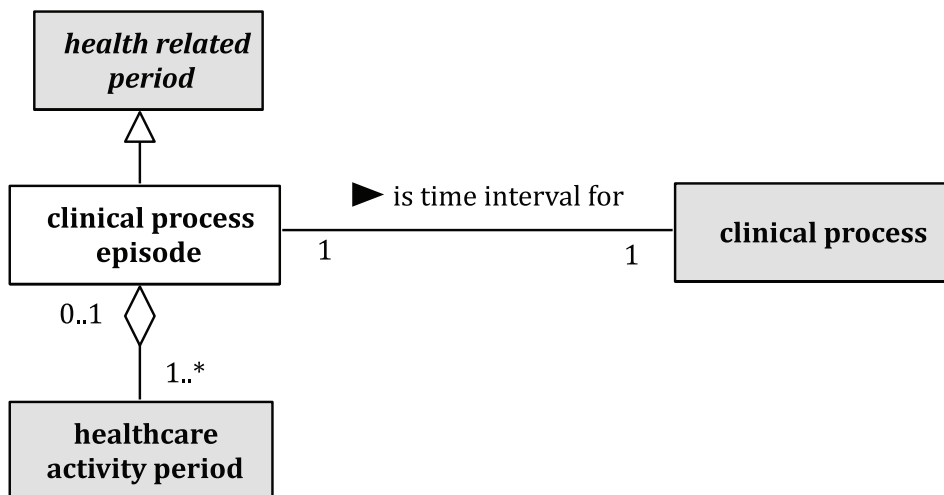 health related
period
clinical process
episode
► is time interval for
clinical process
1
1
0..1
1..*
healthcare
activity period